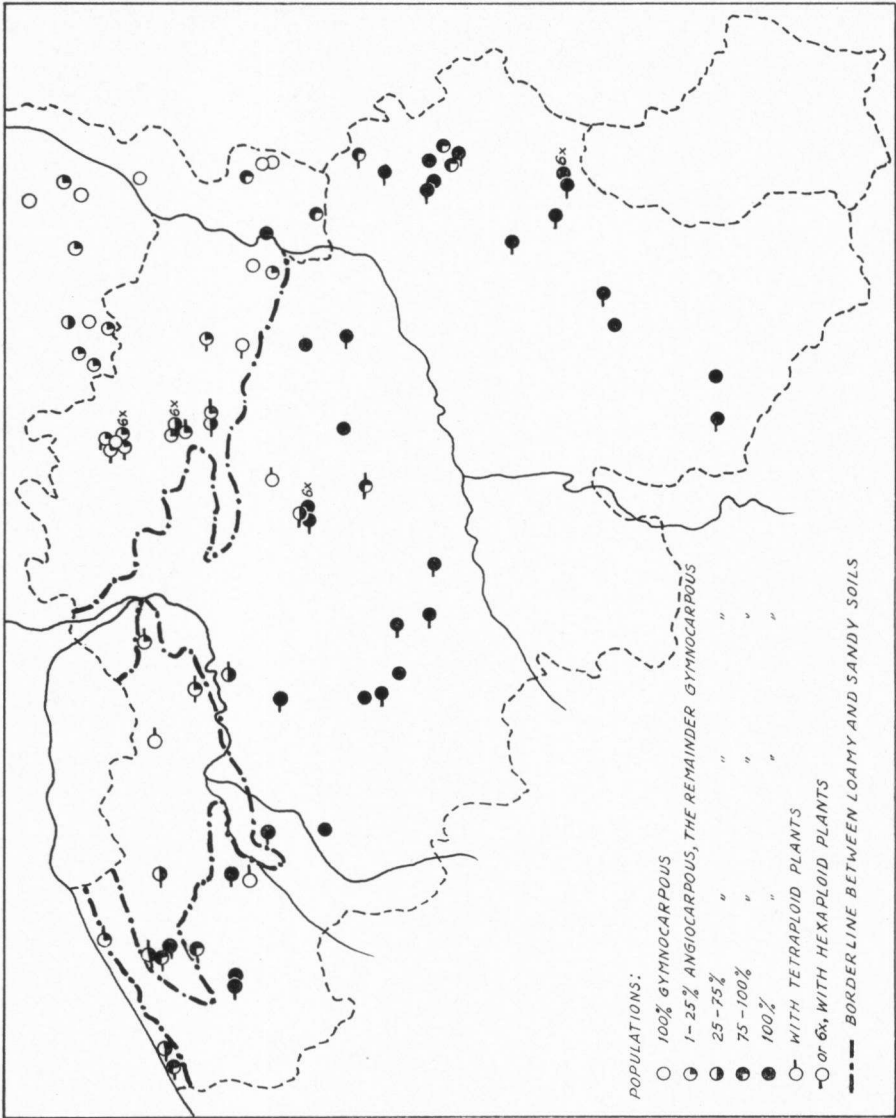 POPULATIONS:
100% GYMNOCARPOUS
1-25% ANGIOCARPOUS, THE REMAINDER GYMNOCARPOUS
25-75% " " "
75-100% " " "
100% " " "
WITH TETRAPLOID PLANTS
or 6x, WITH HEXAPLOID PLANTS
BORDERLINE BETWEEN LOAMY AND SANDY SOILS
6x
6x
6x
6x